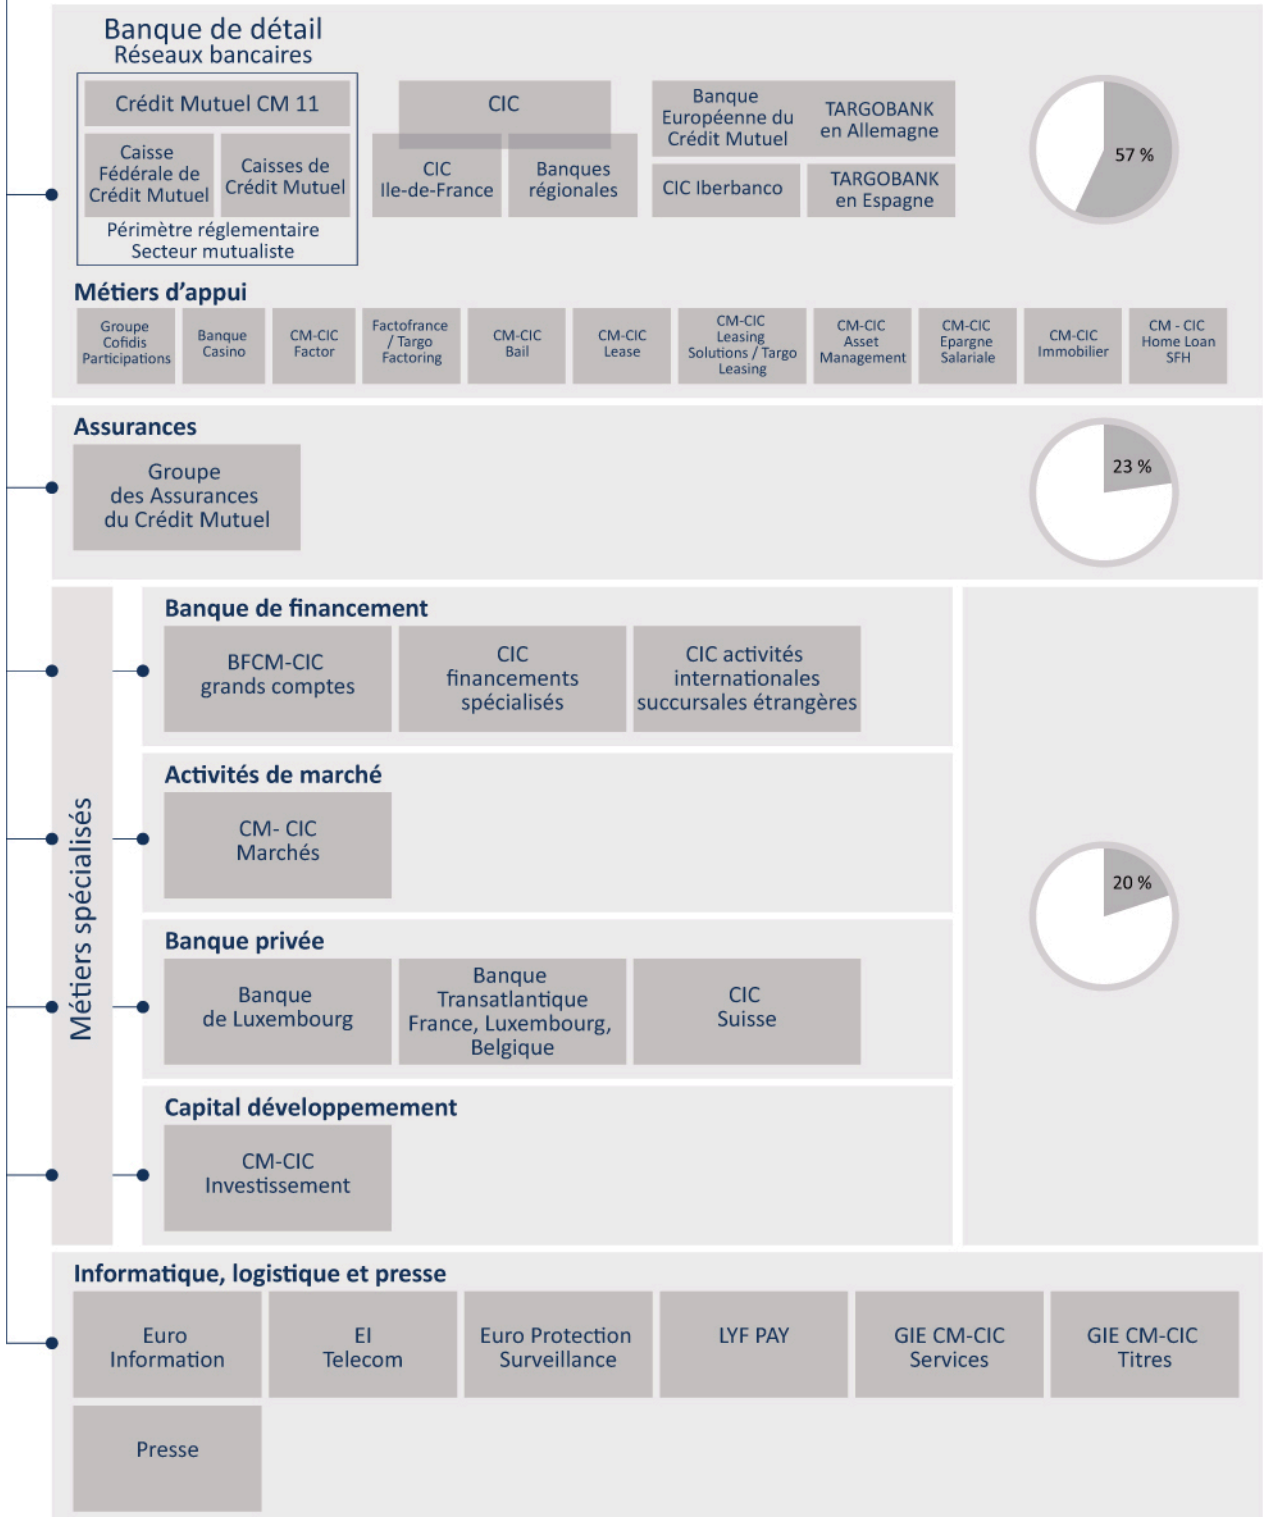 Banque de détail
Réseaux bancaires
Crédit Mutuel CM 11
Caisse
Fédérale de
Crédit Mutuel
Caisses de
Crédit Mutuel
Périmètre réglementaire
Secteur mutualiste
CIC
CIC
Ile-de-France
Banques
régionales
Banque
Européenne du
Crédit Mutuel
TARGOBANK
en Allemagne
CIC Iberbanco
TARGOBANK
en Espagne
57 %
Métiers d'appui
Groupe
Cofidis
Participations
Banque
Casino
CM-CIC
Factor
Factofrance
/ Targo
Factoring
CM-CIC
Bail
CM-CIC
Lease
CM-CIC
Leasing
Solutions / Targo
Leasing
CM-CIC
Asset
Management
CM-CIC
Epargne
Salariale
CM-CIC
Immobilier
CM - CIC
Home Loan
SFH
Assurances
Groupe
des Assurances
du Crédit Mutuel
23 %
Métiers spécialisés
Banque de financement
BFCM-CIC
grands comptes
CIC
financements
spécialisés
CIC activités
internationales
succursales étrangères
Activités de marché
CM- CIC
Marchés
20 %
Banque privée
Banque
de Luxembourg
Banque
Transatlantique
France, Luxembourg,
Belgique
CIC
Suisse
Capital développemement
CM-CIC
Investissement
Informatique, logistique et presse
Euro
Information
EI
Telecom
Euro Protection
Surveillance
LYF PAY
GIE CM-CIC
Services
GIE CM-CIC
Titres
Presse